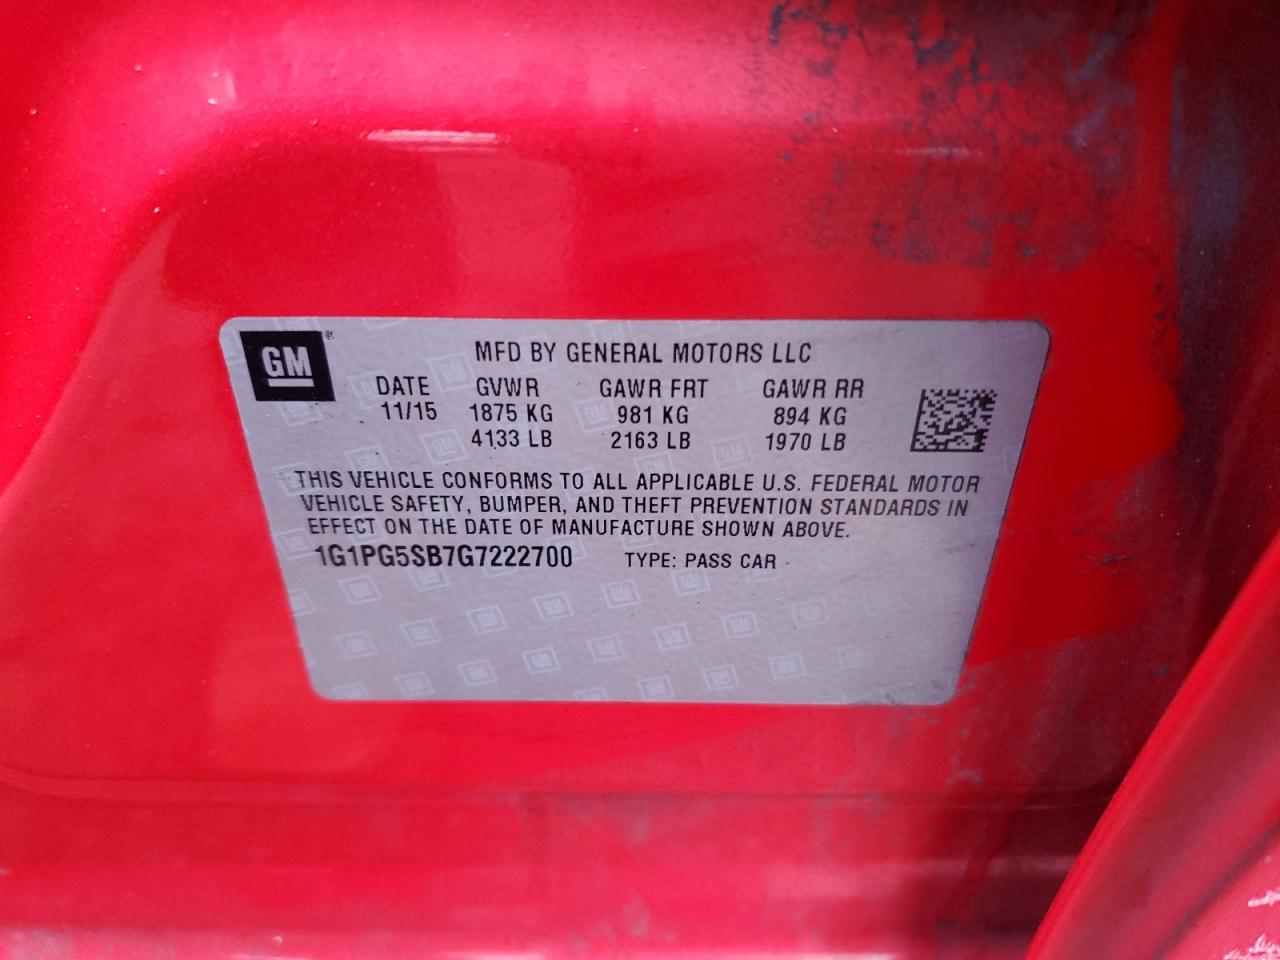 GM®
MFD BY GENERAL MOTORS LLC
DATE GVWR GAWR FRT GAWR RR
11/15 1875 KG 981 KG 894 KG
4133 LB 2163 LB 1970 LB
THIS VEHICLE CONFORMS TO ALL APPLICABLE U.S. FEDERAL MOTOR
VEHICLE SAFETY, BUMPER, AND THEFT PREVENTION STANDARDS IN
EFFECT ON THE DATE OF MANUFACTURE SHOWN ABOVE.
1G1PG5SB7G7222700 TYPE: PASS CAR